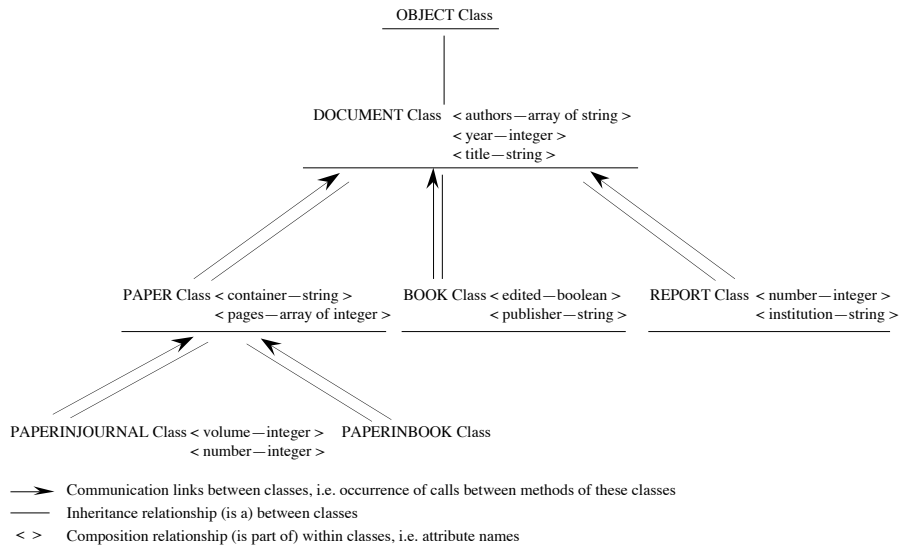 OBJECT Class
DOCUMENT Class < authors—array of string >
< year—integer >
< title—string >
PAPER Class < container—string >
< pages—array of integer >
BOOK Class < edited—boolean >
< publisher—string >
REPORT Class < number—integer >
< institution—string >
PAPERINJOURNAL Class < volume—integer >
< number—integer >
PAPERINBOOK Class
Communication links between classes, i.e. occurrence of calls between methods of these classes
Inheritance relationship (is a) between classes
< > Composition relationship (is part of) within classes, i.e. attribute names